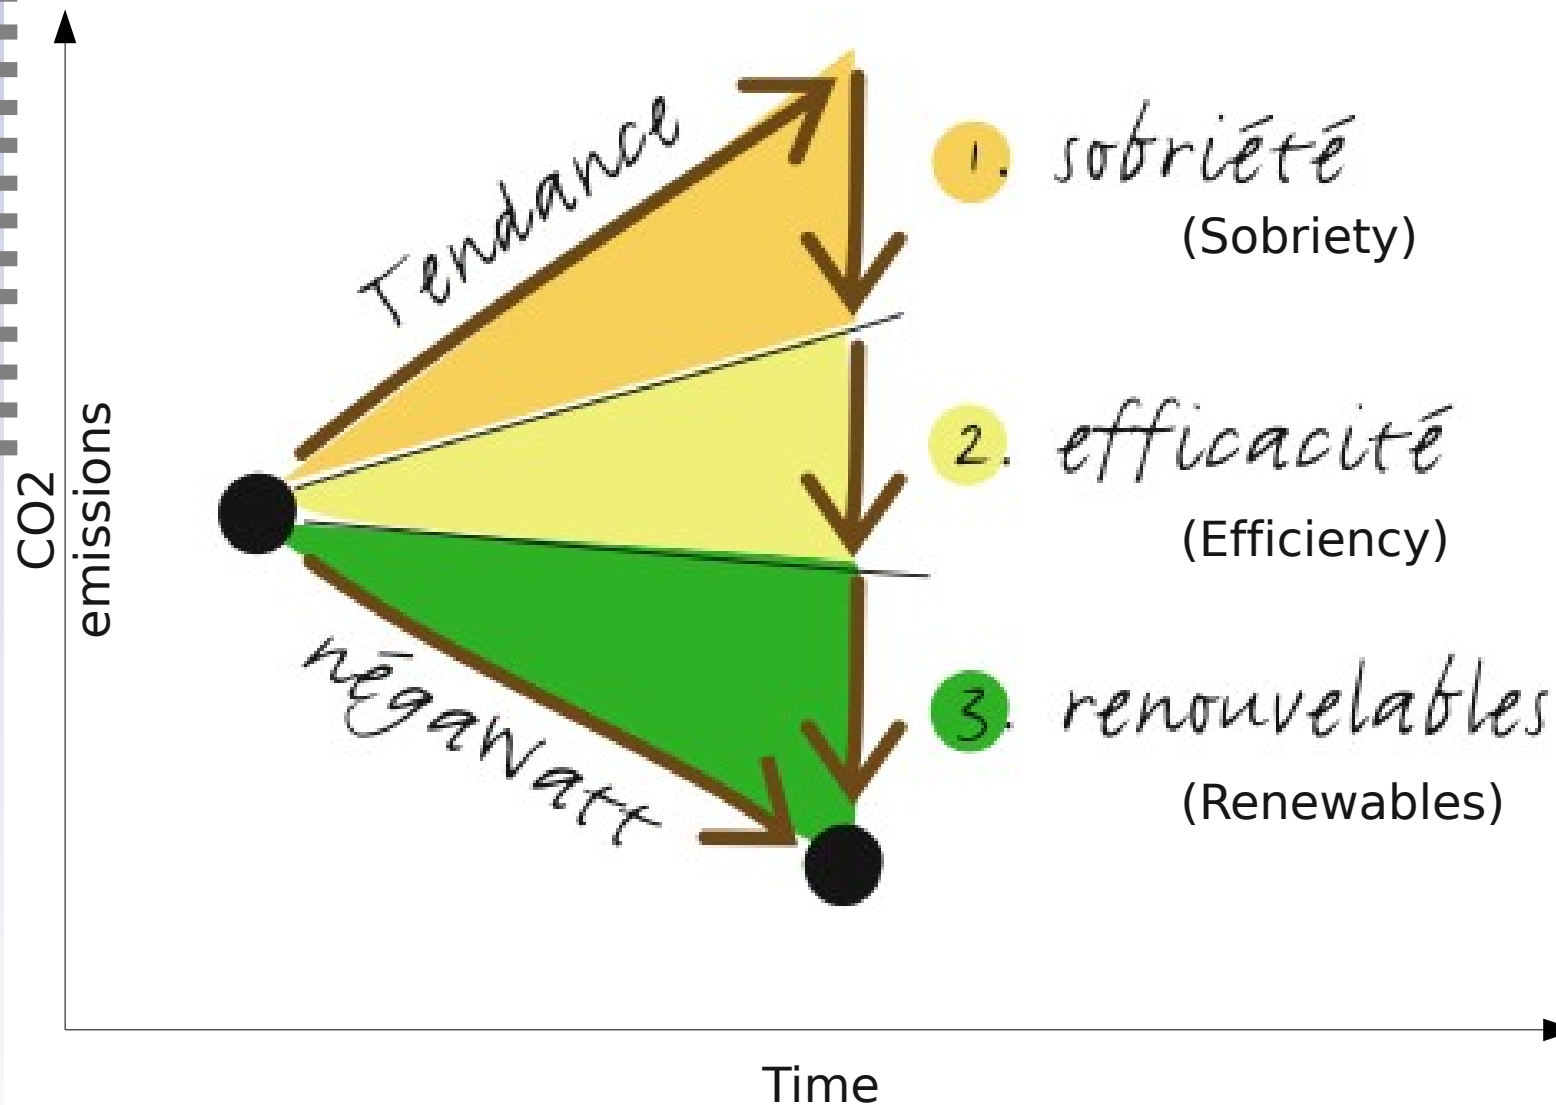 CO2
emissions
Tendance
négaWatt
1. sobriété
(Sobriety)
2. efficacité
(Efficiency)
3. renouvelables
(Renewables)
Time